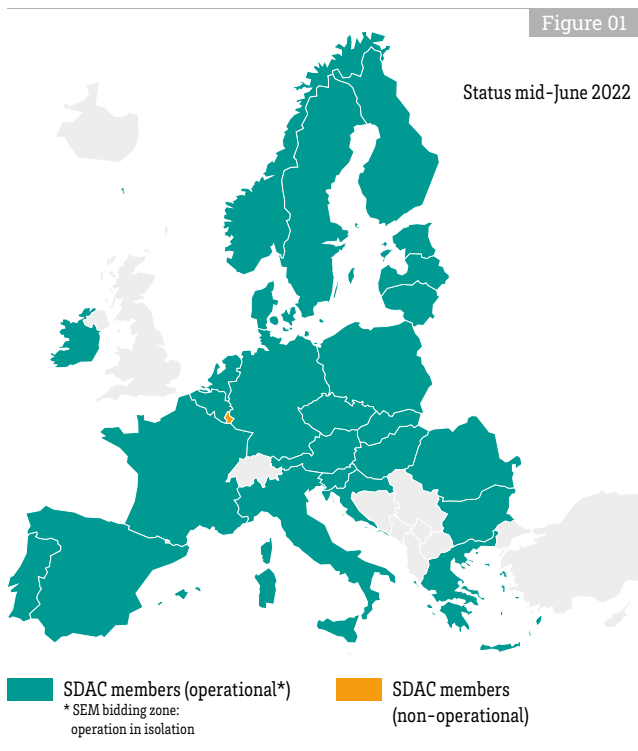 Figure 01
Status mid-June 2022
SDAC members (operational*)
* SEM bidding zone:
operation in isolation
SDAC members
(non-operational)